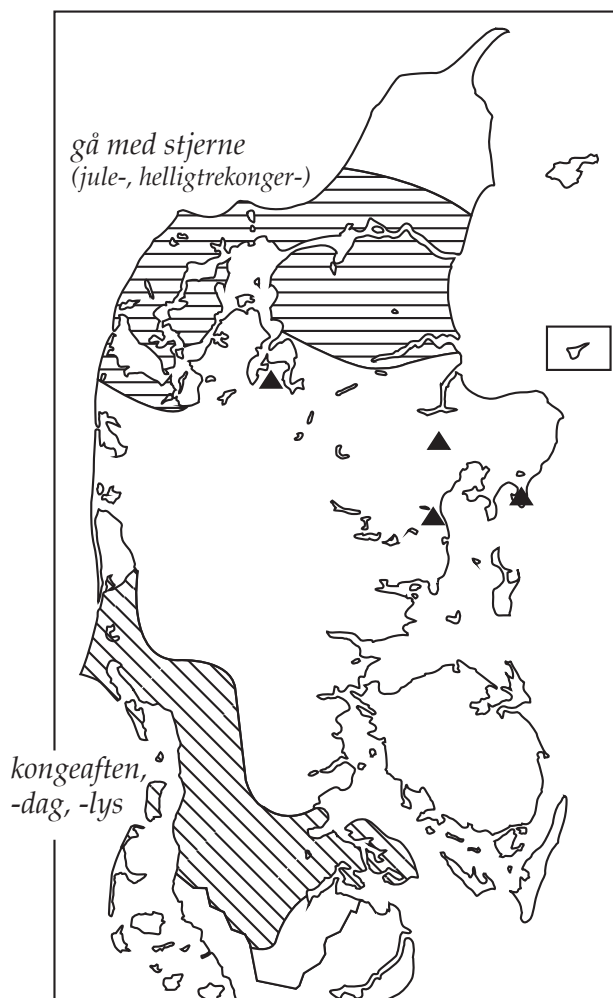 gå med stjerne
(jule-, helligtrekonger-)
kongeaften,
-dag, -lys